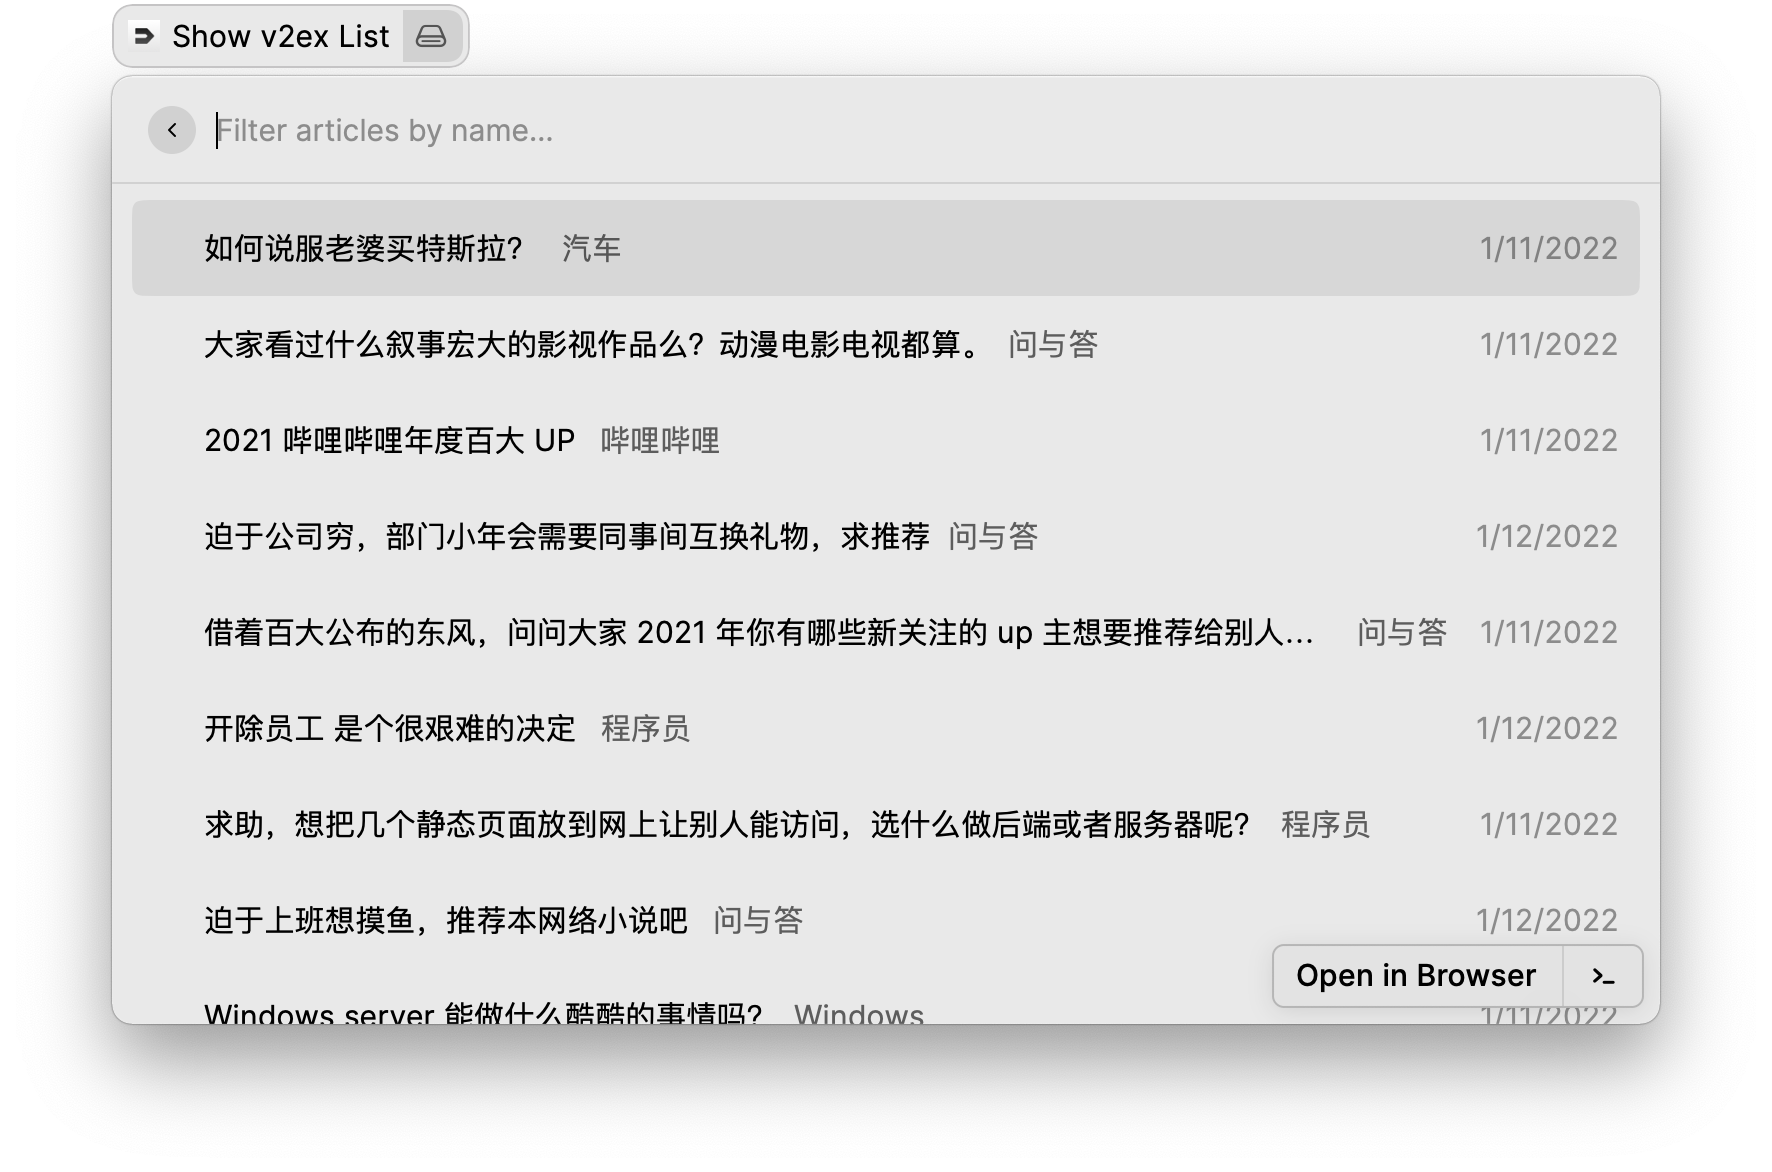 Show v2ex List
Filter articles by name...
如何说服老婆买特斯拉？ 汽车 1/11/2022
大家看过什么叙事宏大的影视作品么？动漫电影电视都算。 问与答 1/11/2022
2021 哔哩哔哩年度百大 UP 哔哩哔哩 1/11/2022
迫于公司穷，部门小年会需要同事间互换礼物，求推荐 问与答 1/12/2022
借着百大公布的东风，问问大家 2021 年你有哪些新关注的 up 主想要推荐给别人... 问与答 1/11/2022
开除员工 是个很艰难的决定 程序员 1/12/2022
求助，想把几个静态页面放到网上让别人能访问，选什么做后端或者服务器呢？ 程序员 1/11/2022
迫于上班想摸鱼，推荐本网络小说吧 问与答 1/12/2022
Open in Browser
Windows server 能做什么酷酷的事情吗？ Windows 1/11/2022